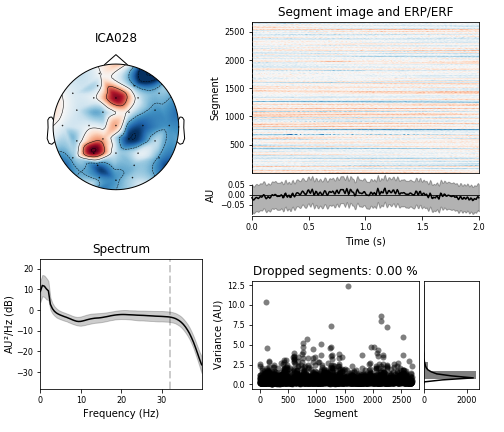 ICA028
Segment image and ERP/ERF
2500
2000
1500
1000
500
Segment
0.05
0.00
−0.05
AU
0.0 0.5 1.0 1.5 2.0
Time (s)
Spectrum
20
10
0
−10
−20
−30
AU²/Hz (dB)
0 10 20 30
Frequency (Hz)
Dropped segments: 0.00 %
12.5
10.0
7.5
5.0
2.5
0.0
Variance (AU)
0 500 1000 1500 2000 2500
Segment
0 2000